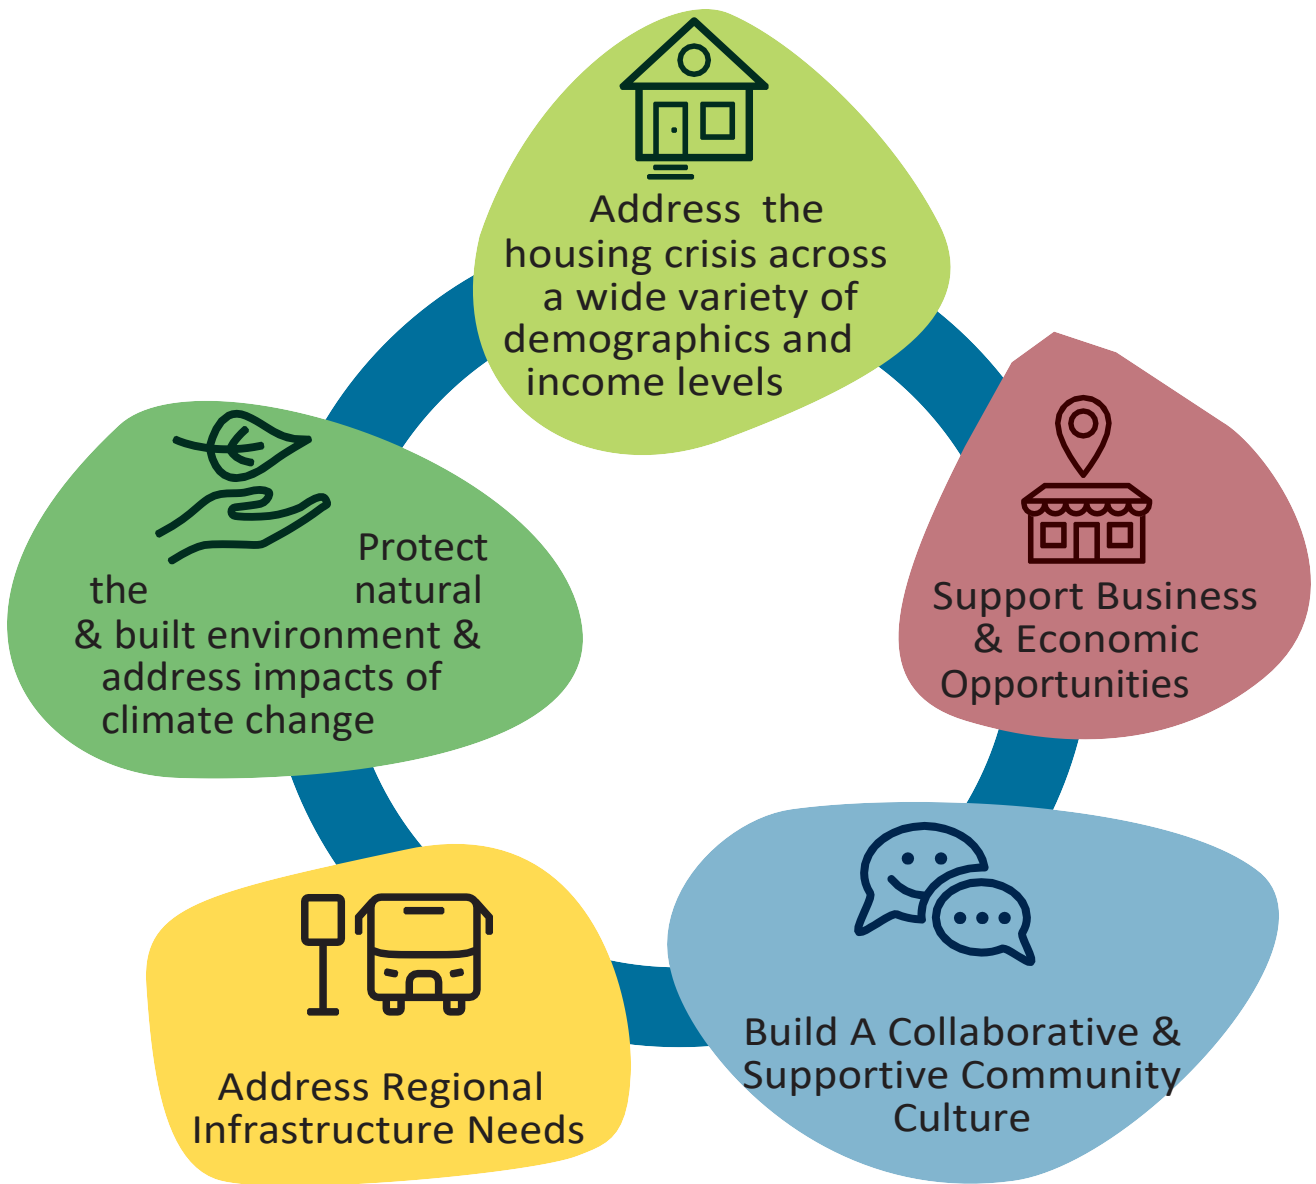 Address the
housing crisis across
a wide variety of
demographics and
income levels
Support Business
& Economic
Opportunities
Build A Collaborative &
Supportive Community
Culture
Address Regional
Infrastructure Needs
Protect
the natural
& built environment &
address impacts of
climate change